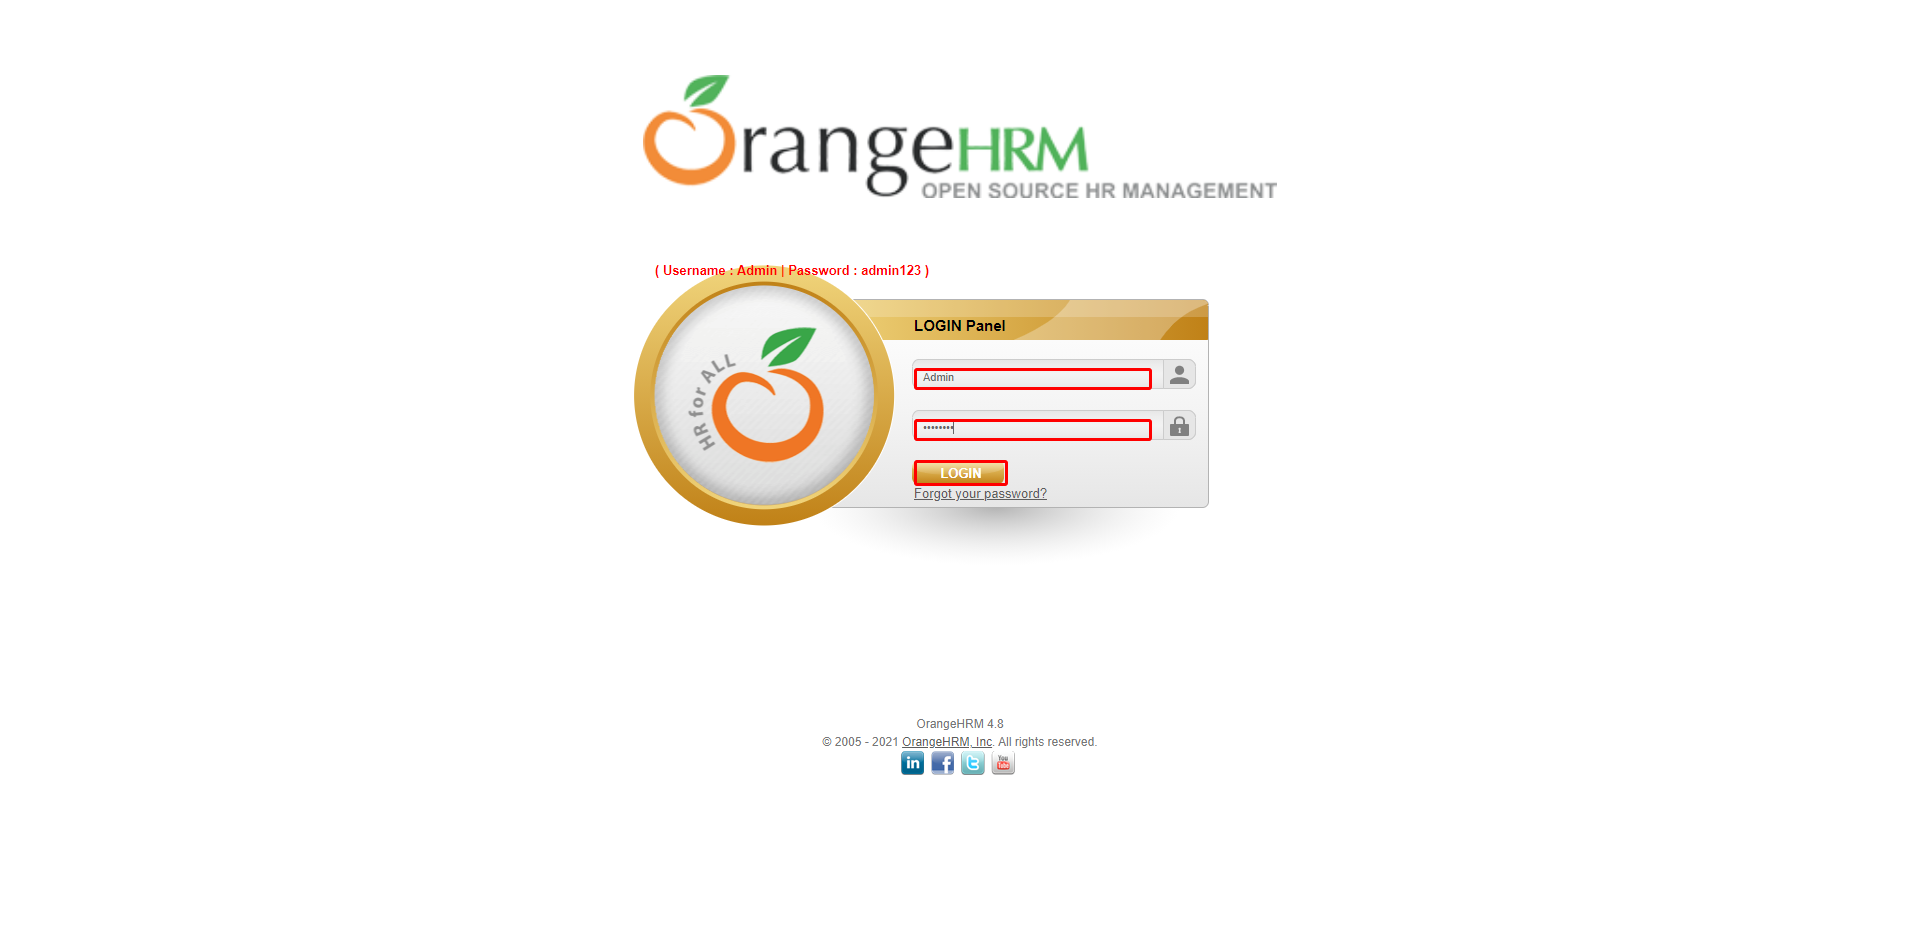 OrangeHRM
OPEN SOURCE HR MANAGEMENT
( Username : Admin | Password : admin123 )
HR for ALL
LOGIN Panel
Admin
••••••••
LOGIN
Forgot your password?
OrangeHRM 4.8
© 2005 - 2021 OrangeHRM, Inc. All rights reserved.
in f t You Tube